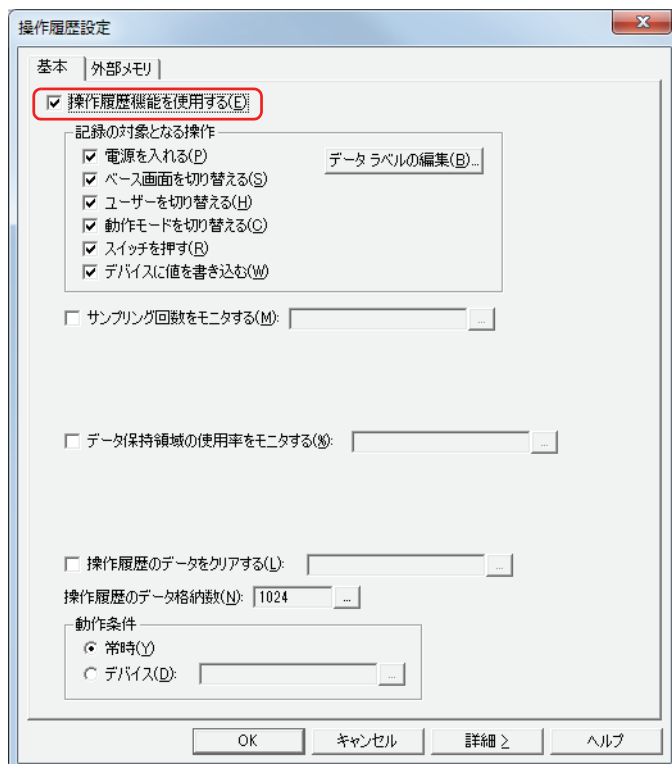 操作履歴設定
基本 外部メモリ
操作履歴機能を使用する(E)
記録の対象となる操作
電源を入れる(P) データ ラベルの編集(B)...
ベース画面を切り替える(S)
ユーザーを切り替える(H)
動作モードを切り替える(C)
スイッチを押す(R)
デバイスに値を書き込む(W)
サンプリング回数をモニタする(M): ...
データ保持領域の使用率をモニタする(%): ...
操作履歴のデータをクリアする(L): ...
操作履歴のデータ格納数(N): 1024 ...
動作条件
常時(Y)
デバイス(D): ...
OK キャンセル 詳細 ≥ ヘルプ